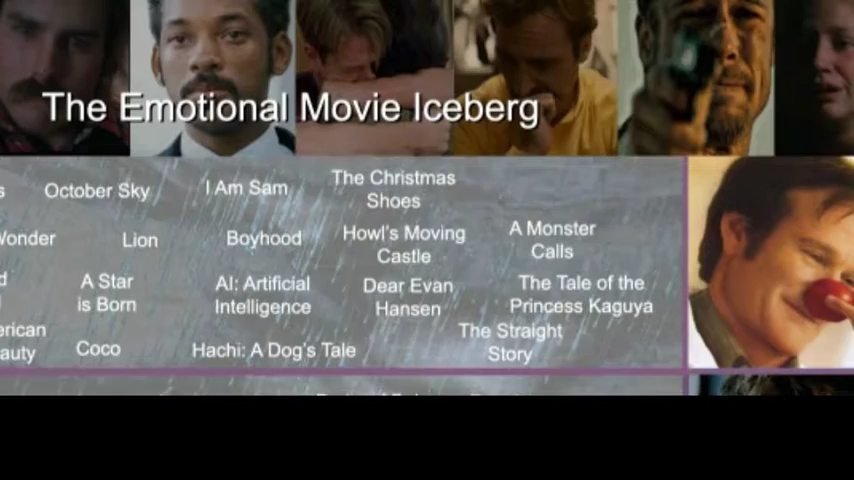 The Emotional Movie Iceberg
October Sky
I Am Sam
The Christmas
Shoes
Wonder
Lion
Boyhood
Howl's Moving
Castle
A Monster
Calls
A Star
is Born
AI: Artificial
Intelligence
Dear Evan
Hansen
The Tale of the
Princess Kaguya
erican
auty
Coco
Hachi: A Dog's Tale
The Straight
Story